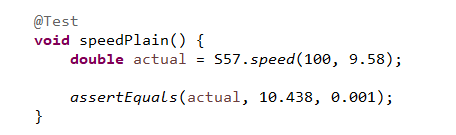 @Test
void speedPlain() {
    double actual = S57.speed(100, 9.58);

    assertEquals(actual, 10.438, 0.001);
}